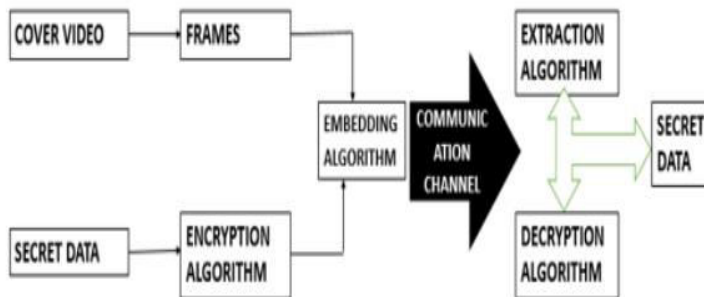 COVER VIDEO
FRAMES
EMBEDDING
ALGORITHM
SECRET DATA
ENCRYPTION
ALGORITHM
COMMUNIC
ATION
CHANNEL
EXTRACTION
ALGORITHM
SECRET
DATA
DECRYPTION
ALGORITHM